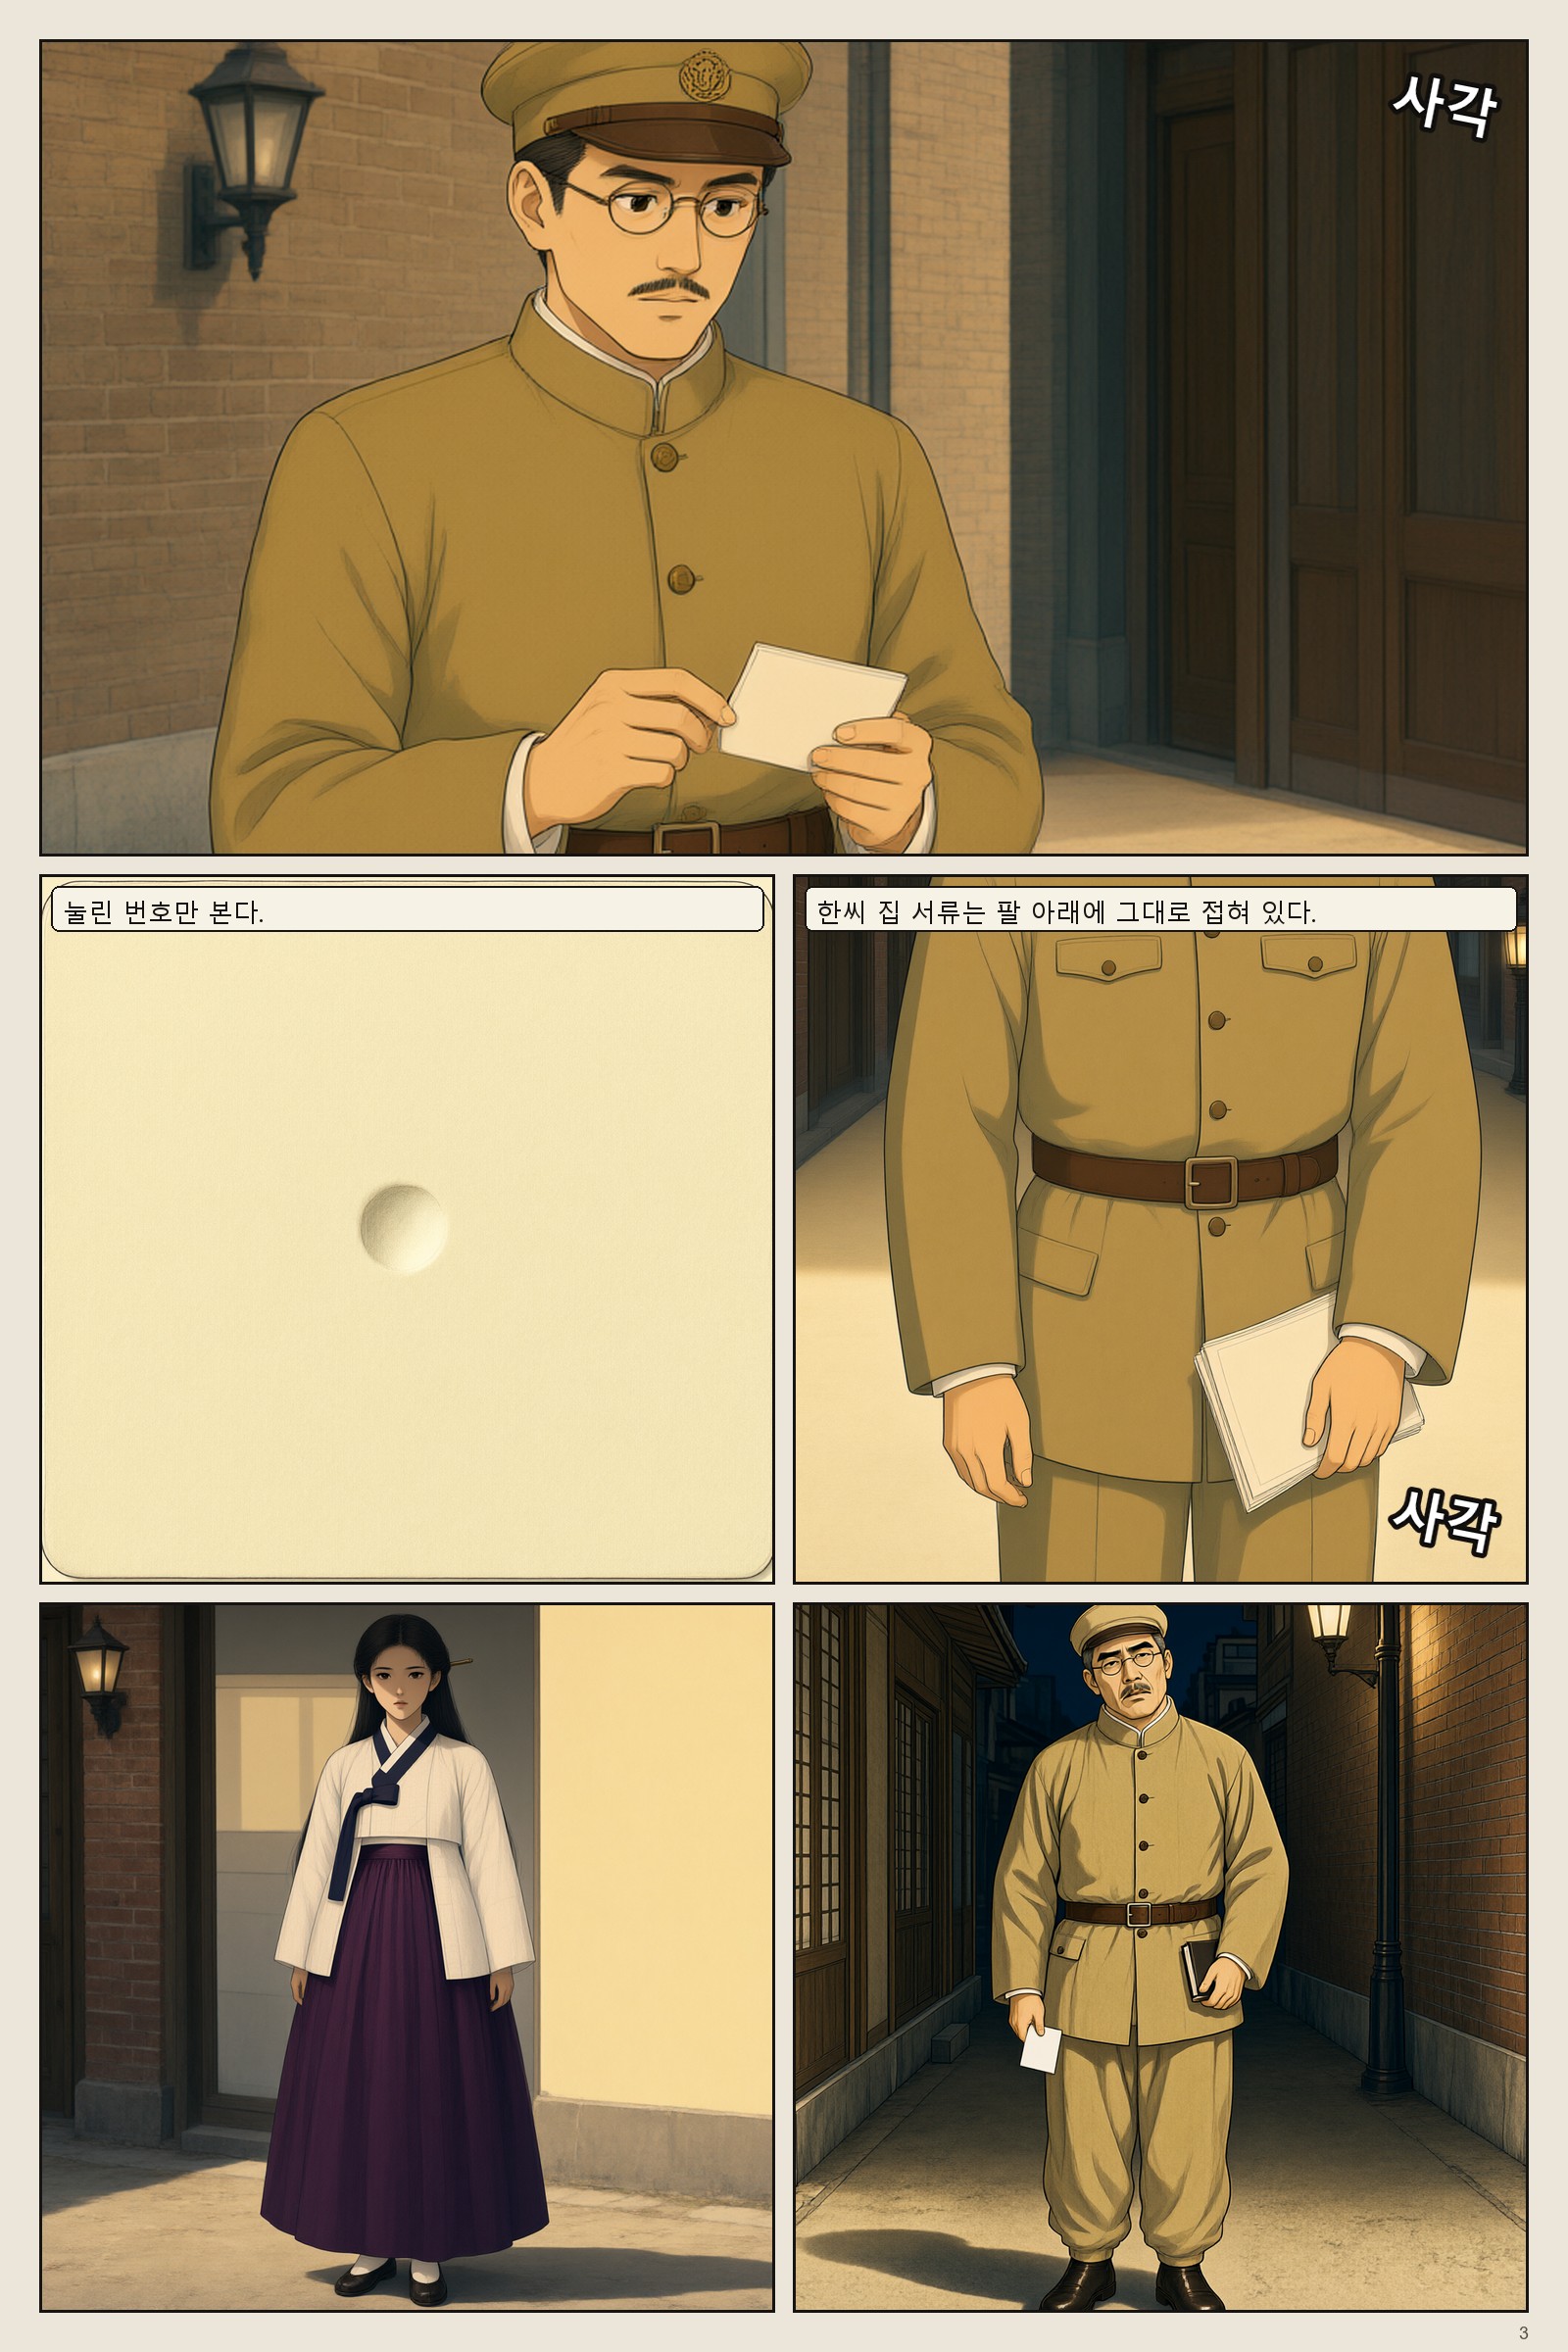 사각
눌린 번호만 본다.
한씨 집 서류는 팔 아래에 그대로 접혀 있다.
사각
3